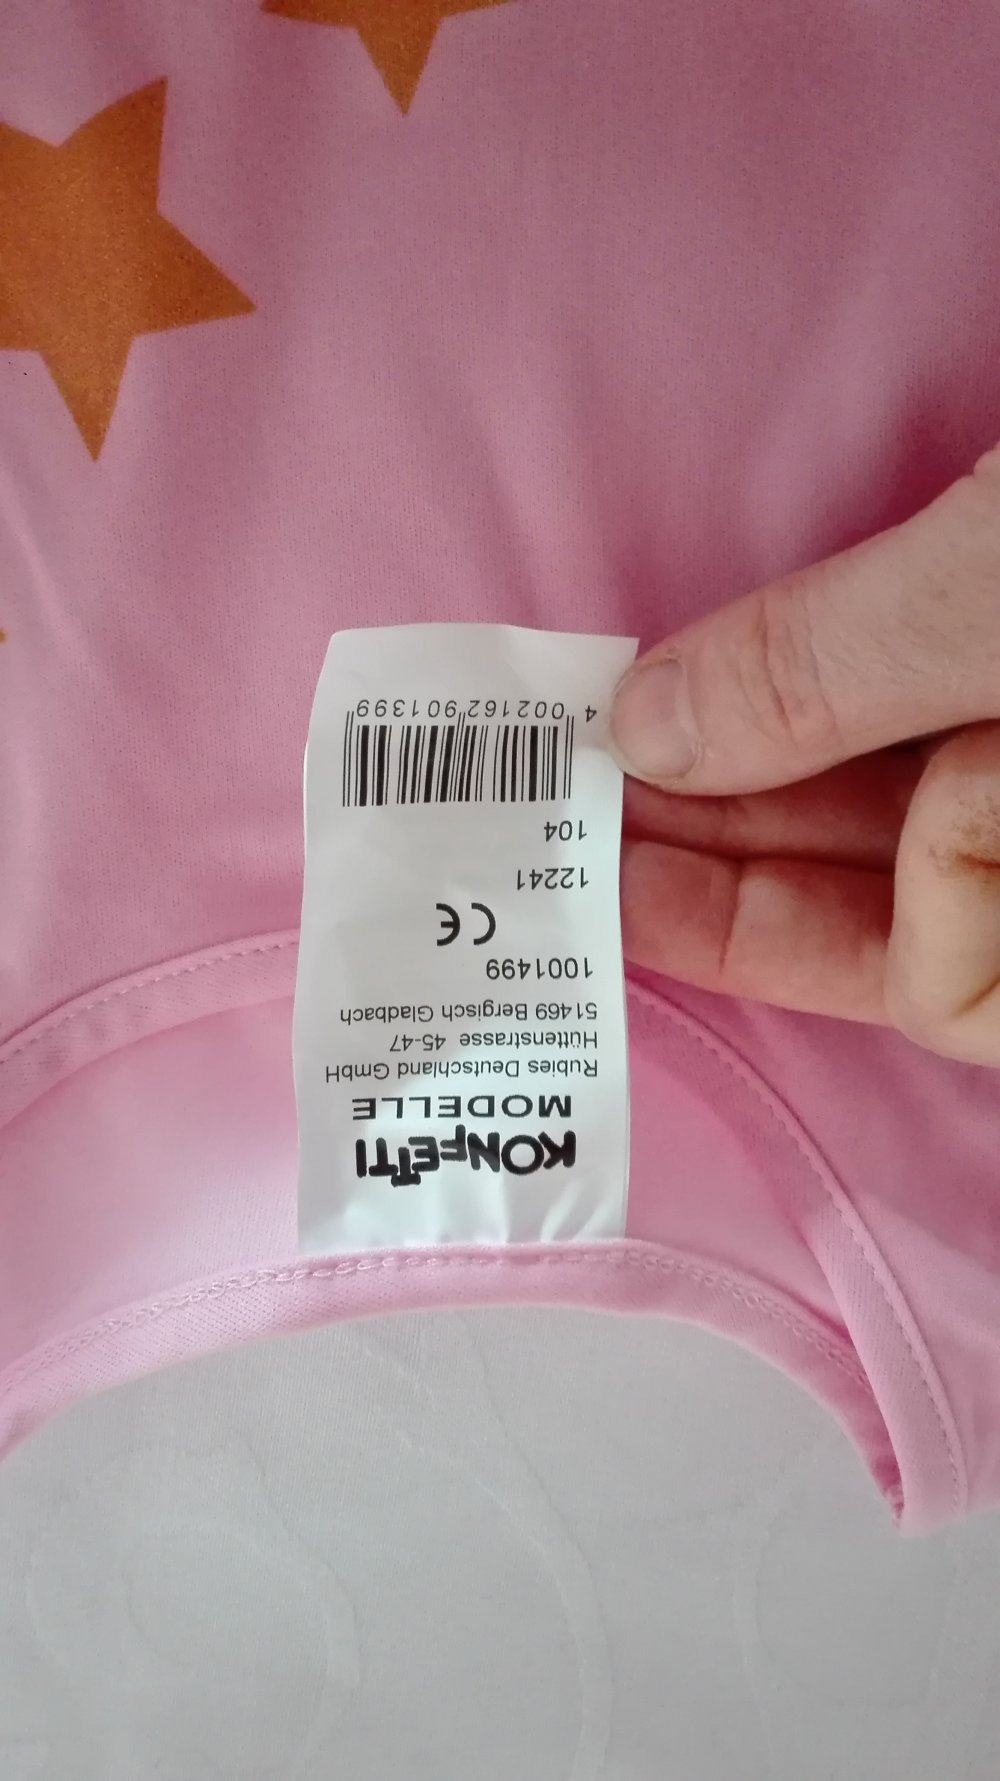 KONFETTI
MODELLE
Rubies Deutschland GmbH
Hüttenstrasse 45-47
51469 Bergisch Gladbach
1001499
CE
12241
104
4 002162 901399